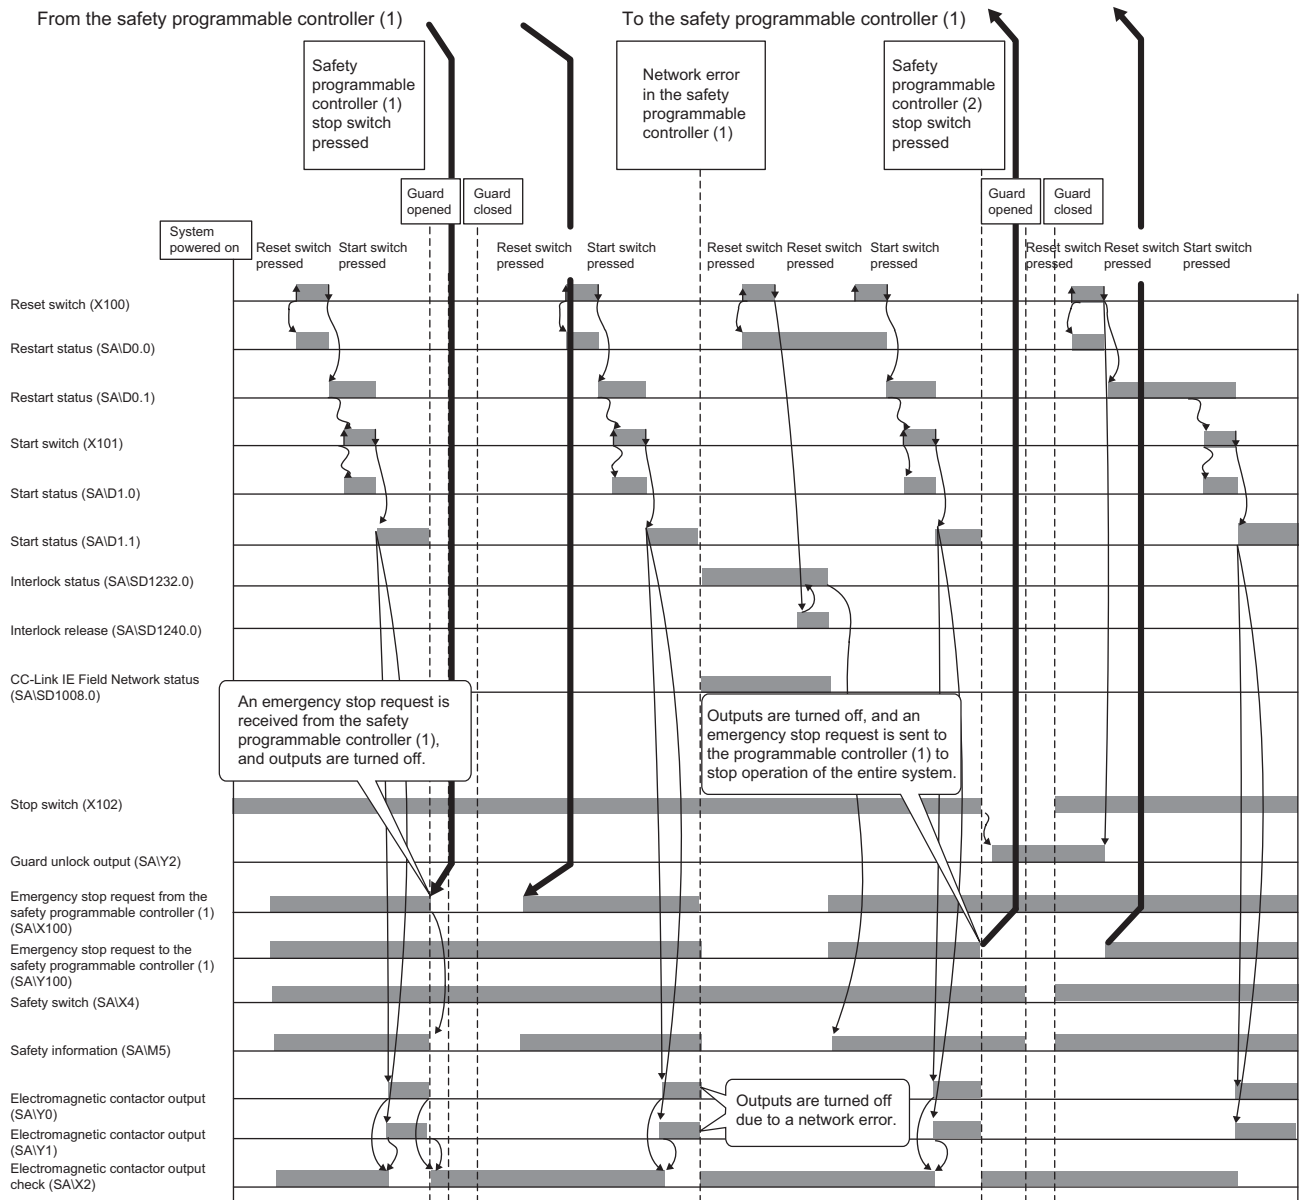 From the safety programmable controller (1)
To the safety programmable controller (1)
Safety
programmable
controller (1)
stop switch
pressed
Network error
in the safety
programmable
controller (1)
Safety
programmable
controller (2)
stop switch
pressed
Guard
opened
Guard
closed
Guard
opened
Guard
closed
System
powered on
Reset switch
pressed
Start switch
pressed
Reset switch
pressed
Start switch
pressed
Reset switch
pressed
Reset switch
pressed
Start switch
pressed
Reset switch
pressed
Reset switch
pressed
Start switch
pressed
Reset switch (X100)
Restart status (SA\D0.0)
Restart status (SA\D0.1)
Start switch (X101)
Start status (SA\D1.0)
Start status (SA\D1.1)
Interlock status (SA\SD1232.0)
Interlock release (SA\SD1240.0)
CC-Link IE Field Network status
(SA\SD1008.0)
An emergency stop request is
received from the safety
programmable controller (1),
and outputs are turned off.
Outputs are turned off, and an
emergency stop request is sent to
the programmable controller (1) to
stop operation of the entire system.
Stop switch (X102)
Guard unlock output (SA\Y2)
Emergency stop request from the
safety programmable controller (1)
(SA\X100)
Emergency stop request to the
safety programmable controller (1)
(SA\Y100)
Safety switch (SA\X4)
Safety information (SA\M5)
Electromagnetic contactor output
(SA\Y0)
Outputs are turned off
due to a network error.
Electromagnetic contactor output
(SA\Y1)
Electromagnetic contactor output
check (SA\X2)